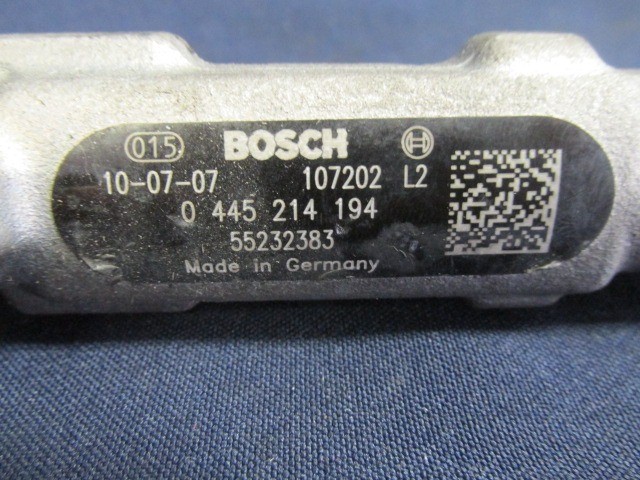 015 BOSCH
10-07-07 107202 L2
0 445 214 194
55232383
Made in Germany